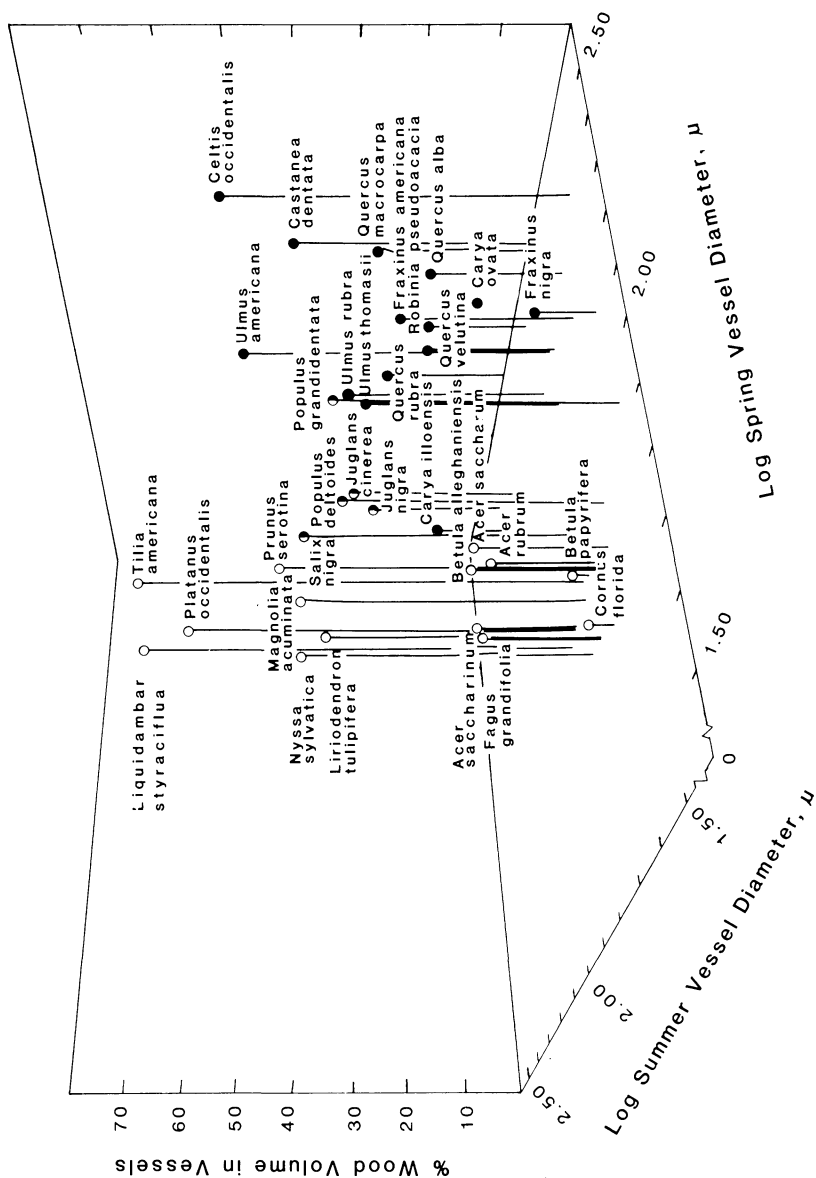 Celtis
occidentalis
Castanea
dentata
Quercus
macrocarpa
Fraxinus americana
Robinia pseudoacacia
Quercus alba
Carya
ovata
Fraxinus
nigra
Ulmus
americana
Populus
grandidentata
Ulmus rubra
Ulmus thomasii
Quercus
rubra
Quercus
velutina
Tilia
americana
Platanus
occidentalis
Prunus
serotina
Salix
nigra
Populus
deltoides
Juglans
cinerea
Juglans
nigra
Carya illoensis
Betula alleghaniensis
Acer saccharum
Acer
rubrum
Betula
papyrifera
Cornus
florida
Magnolia
acuminata
Liquidambar
styraciflua
Nyssa
sylvatica
Liriodendron
tulipifera
Acer
saccharinum
Fagus
grandifolia
70
60
50
40
30
20
10
% Wood Volume in Vessels
2.50
2.00
1.50
Log Summer Vessel Diameter, μ
0
1.50
2.00
2.50
Log Spring Vessel Diameter, μ